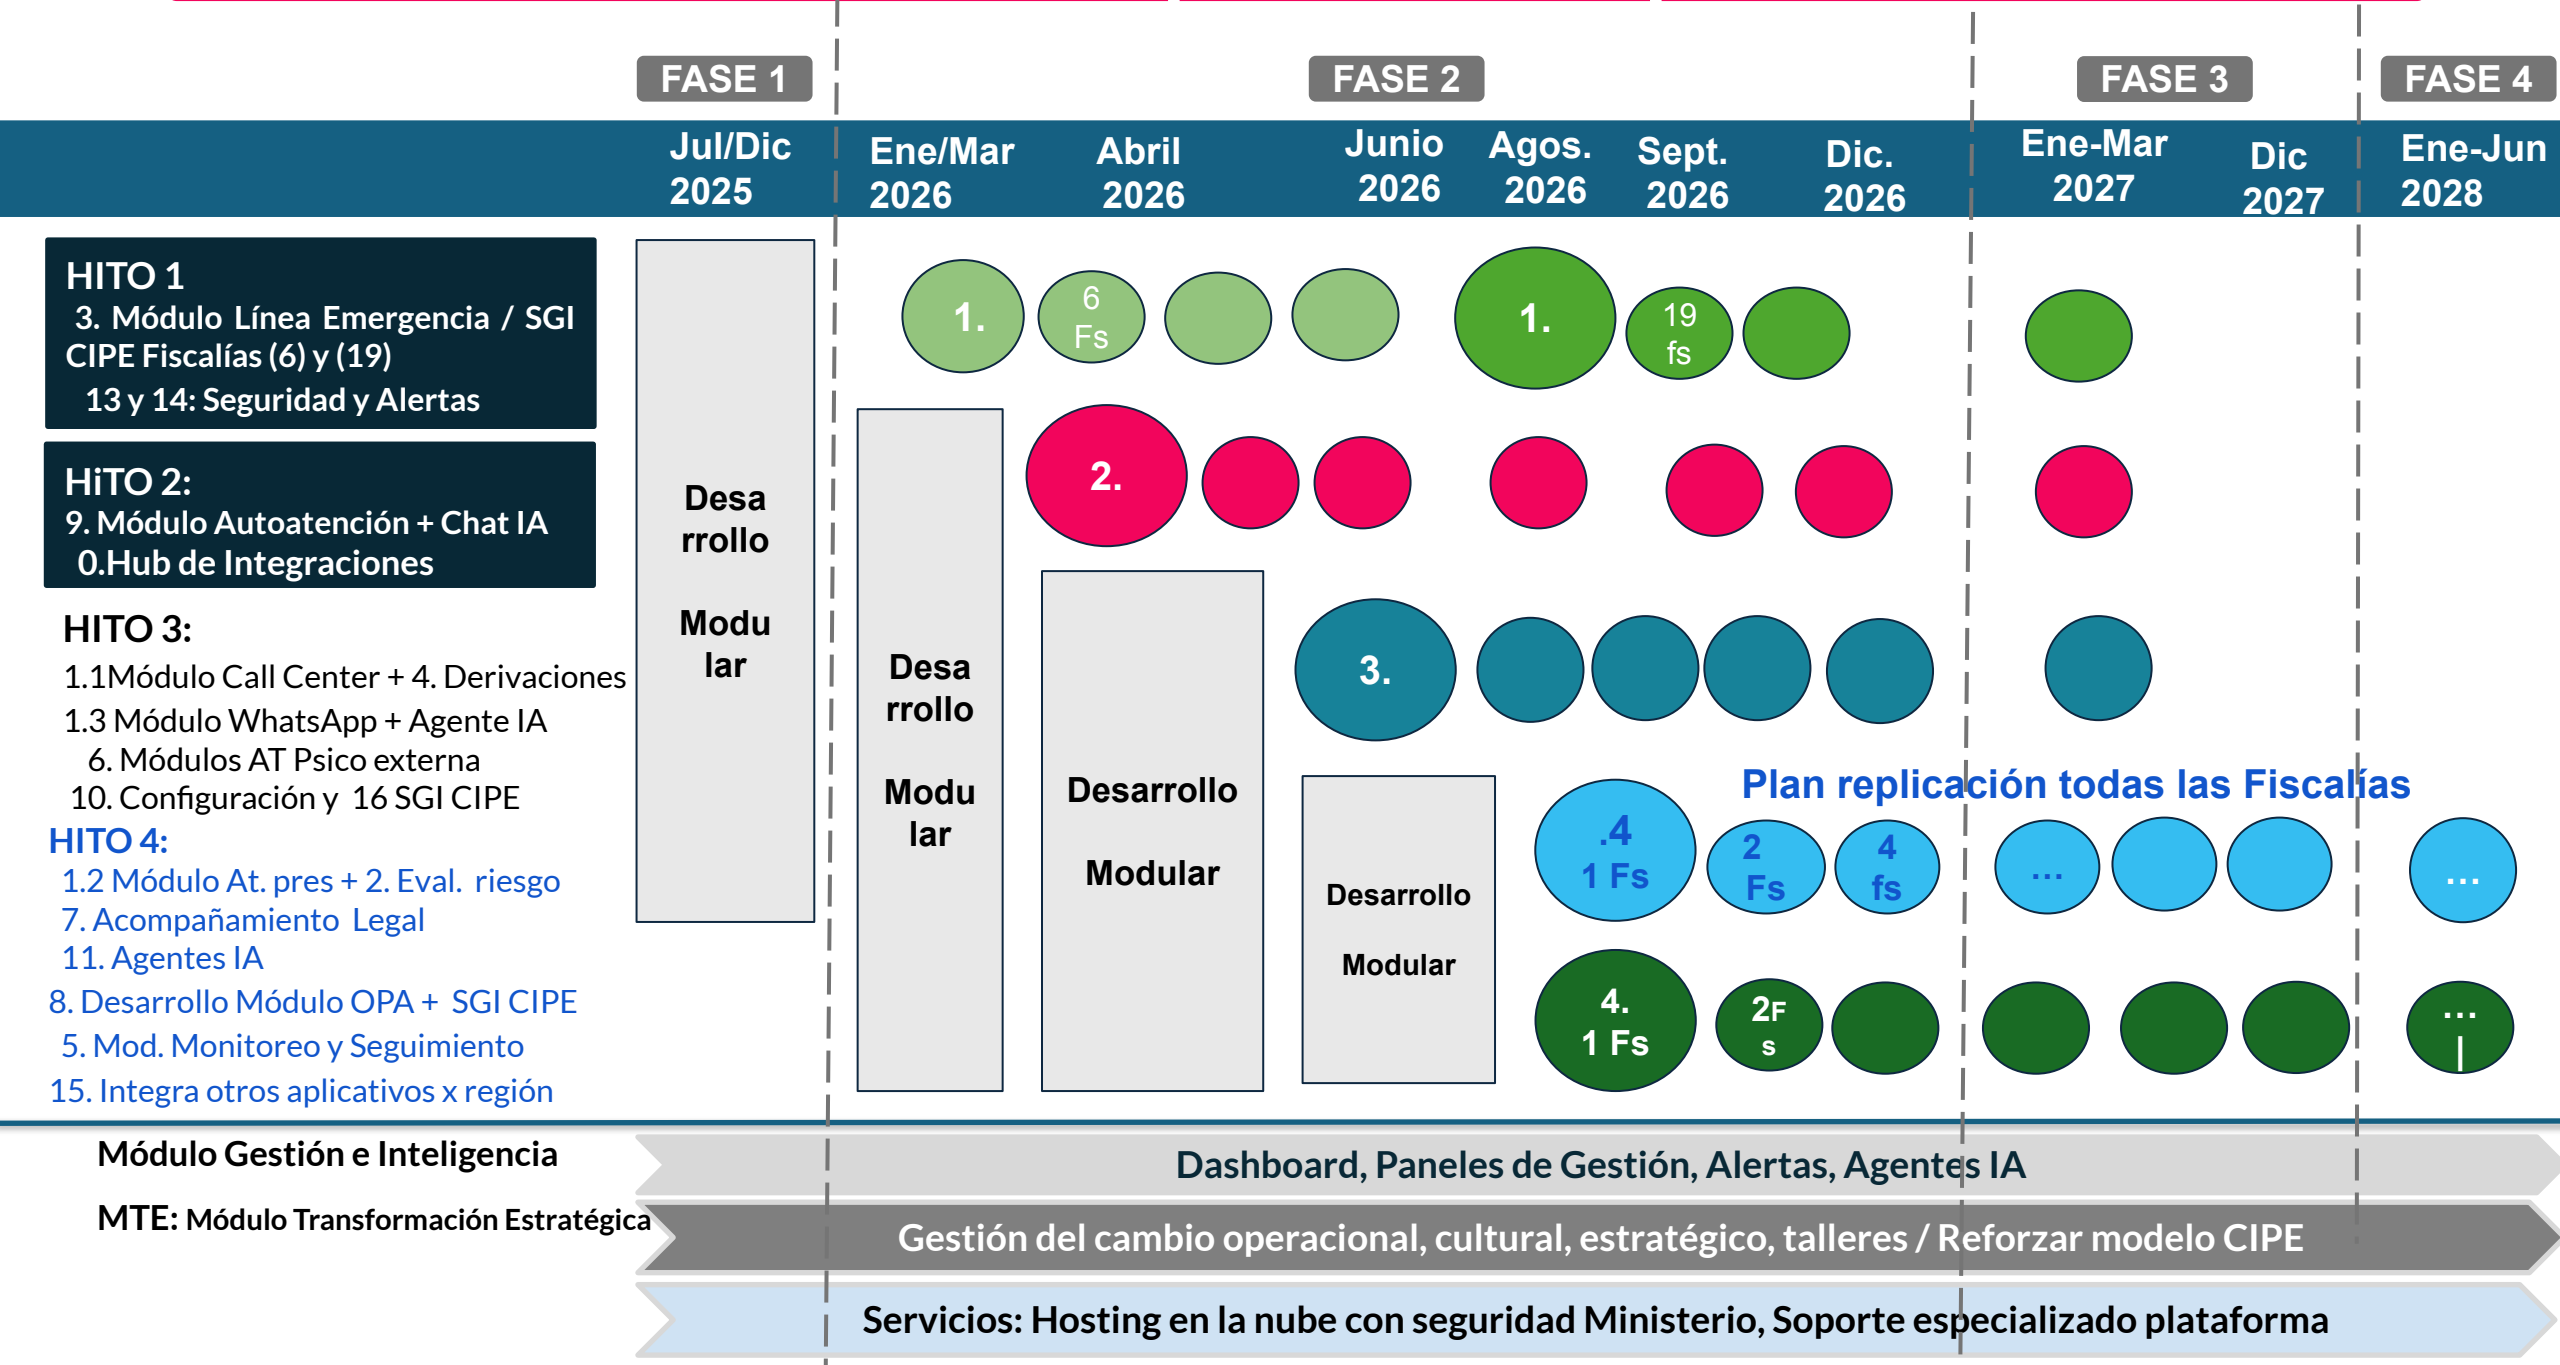 FASE 1
FASE 2
FASE 3
FASE 4
Jul/Dic
2025
Ene/Mar
2026
Abril
2026
Junio
2026
Agos.
2026
Sept.
2026
Dic.
2026
Ene-Mar
2027
Dic
2027
Ene-Jun
2028
HITO 1
3. Módulo Línea Emergencia / SGI
CIPE Fiscalías (6) y (19)
13 y 14: Seguridad y Alertas
1.
6
Fs
1.
19
fs
HiTO 2:
9. Módulo Autoatención + Chat IA
0.Hub de Integraciones
2.
HITO 3:
1.1Módulo Call Center + 4. Derivaciones
1.3 Módulo WhatsApp + Agente IA
6. Módulos AT Psico externa
10. Configuración y 16 SGI CIPE
3.
Desa
rrollo
Modu
lar
Desa
rrollo
Modu
lar
Desarrollo
Modular
Desarrollo
Modular
Plan replicación todas las Fiscalías
HITO 4:
1.2 Módulo At. pres + 2. Eval. riesgo
7. Acompañamiento Legal
11. Agentes IA
8. Desarrollo Módulo OPA + SGI CIPE
5. Mod. Monitoreo y Seguimiento
15. Integra otros aplicativos x región
.4
1 Fs
2
Fs
4
fs
...
...
4.
1 Fs
2F
s
...
|
Módulo Gestión e Inteligencia
Dashboard, Paneles de Gestión, Alertas, Agentes IA
MTE: Módulo Transformación Estratégica
Gestión del cambio operacional, cultural, estratégico, talleres / Reforzar modelo CIPE
Servicios: Hosting en la nube con seguridad Ministerio, Soporte especializado plataforma